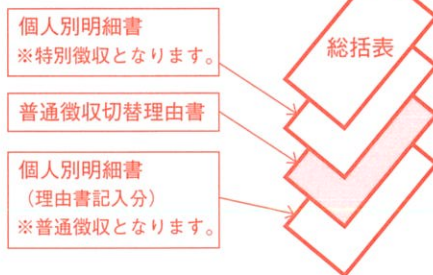 個人別明細書
※特別徴収となります。
総括表
普通徴収切替理由書
個人別明細書
（理由書記入分）
※普通徴収となります。